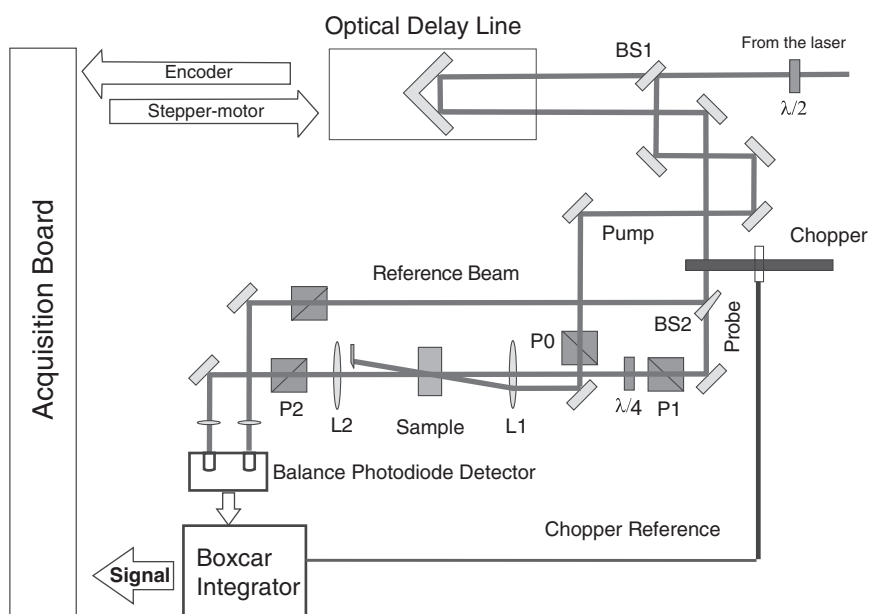 Optical Delay Line
BS1
From the laser
Encoder
Stepper-motor
λ/2
Acquisition Board
Pump
Chopper
Reference Beam
BS2
Probe
P0
P2
L2
Sample
L1
λ/4
P1
Balance Photodiode Detector
Chopper Reference
Boxcar
Integrator
Signal